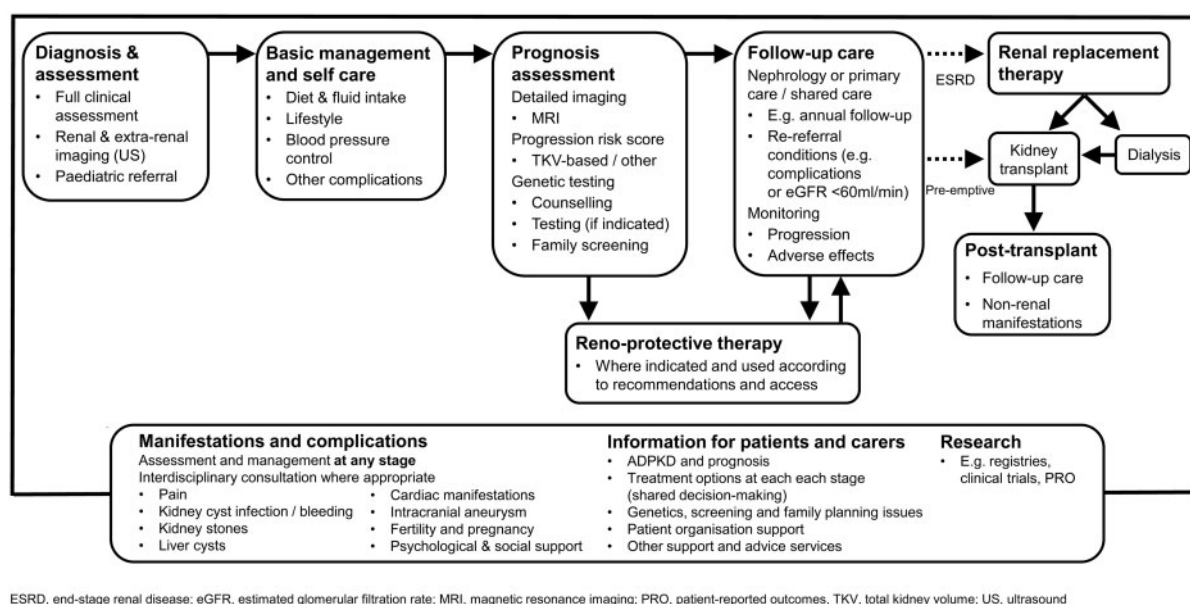 Diagnosis &
assessment
• Full clinical
assessment
• Renal & extra-renal
imaging (US)
• Paediatric referral
Basic management
and self care
• Diet & fluid intake
• Lifestyle
• Blood pressure
control
• Other complications
Prognosis
assessment
Detailed imaging
• MRI
Progression risk score
• TKV-based / other
Genetic testing
• Counselling
• Testing (if indicated)
• Family screening
Follow-up care
Nephrology or primary
care / shared care
• E.g. annual follow-up
• Re-referral
conditions (e.g.
complications
or eGFR <60ml/min)
Monitoring
• Progression
• Adverse effects
ESRD
Pre-emptive
Renal replacement
therapy
Kidney
transplant
Dialysis
Post-transplant
• Follow-up care
• Non-renal
manifestations
Reno-protective therapy
• Where indicated and used according
to recommendations and access
Manifestations and complications
Assessment and management at any stage
Interdisciplinary consultation where appropriate
• Pain
• Kidney cyst infection / bleeding
• Kidney stones
• Liver cysts
• Cardiac manifestations
• Intracranial aneurysm
• Fertility and pregnancy
• Psychological & social support
Information for patients and carers
• ADPKD and prognosis
• Treatment options at each each stage
(shared decision-making)
• Genetics, screening and family planning issues
• Patient organisation support
• Other support and advice services
Research
• E.g. registries,
clinical trials, PRO
ESRD, end-stage renal disease; eGFR, estimated glomerular filtration rate; MRI, magnetic resonance imaging; PRO, patient-reported outcomes, TKV, total kidney volume; US, ultrasound